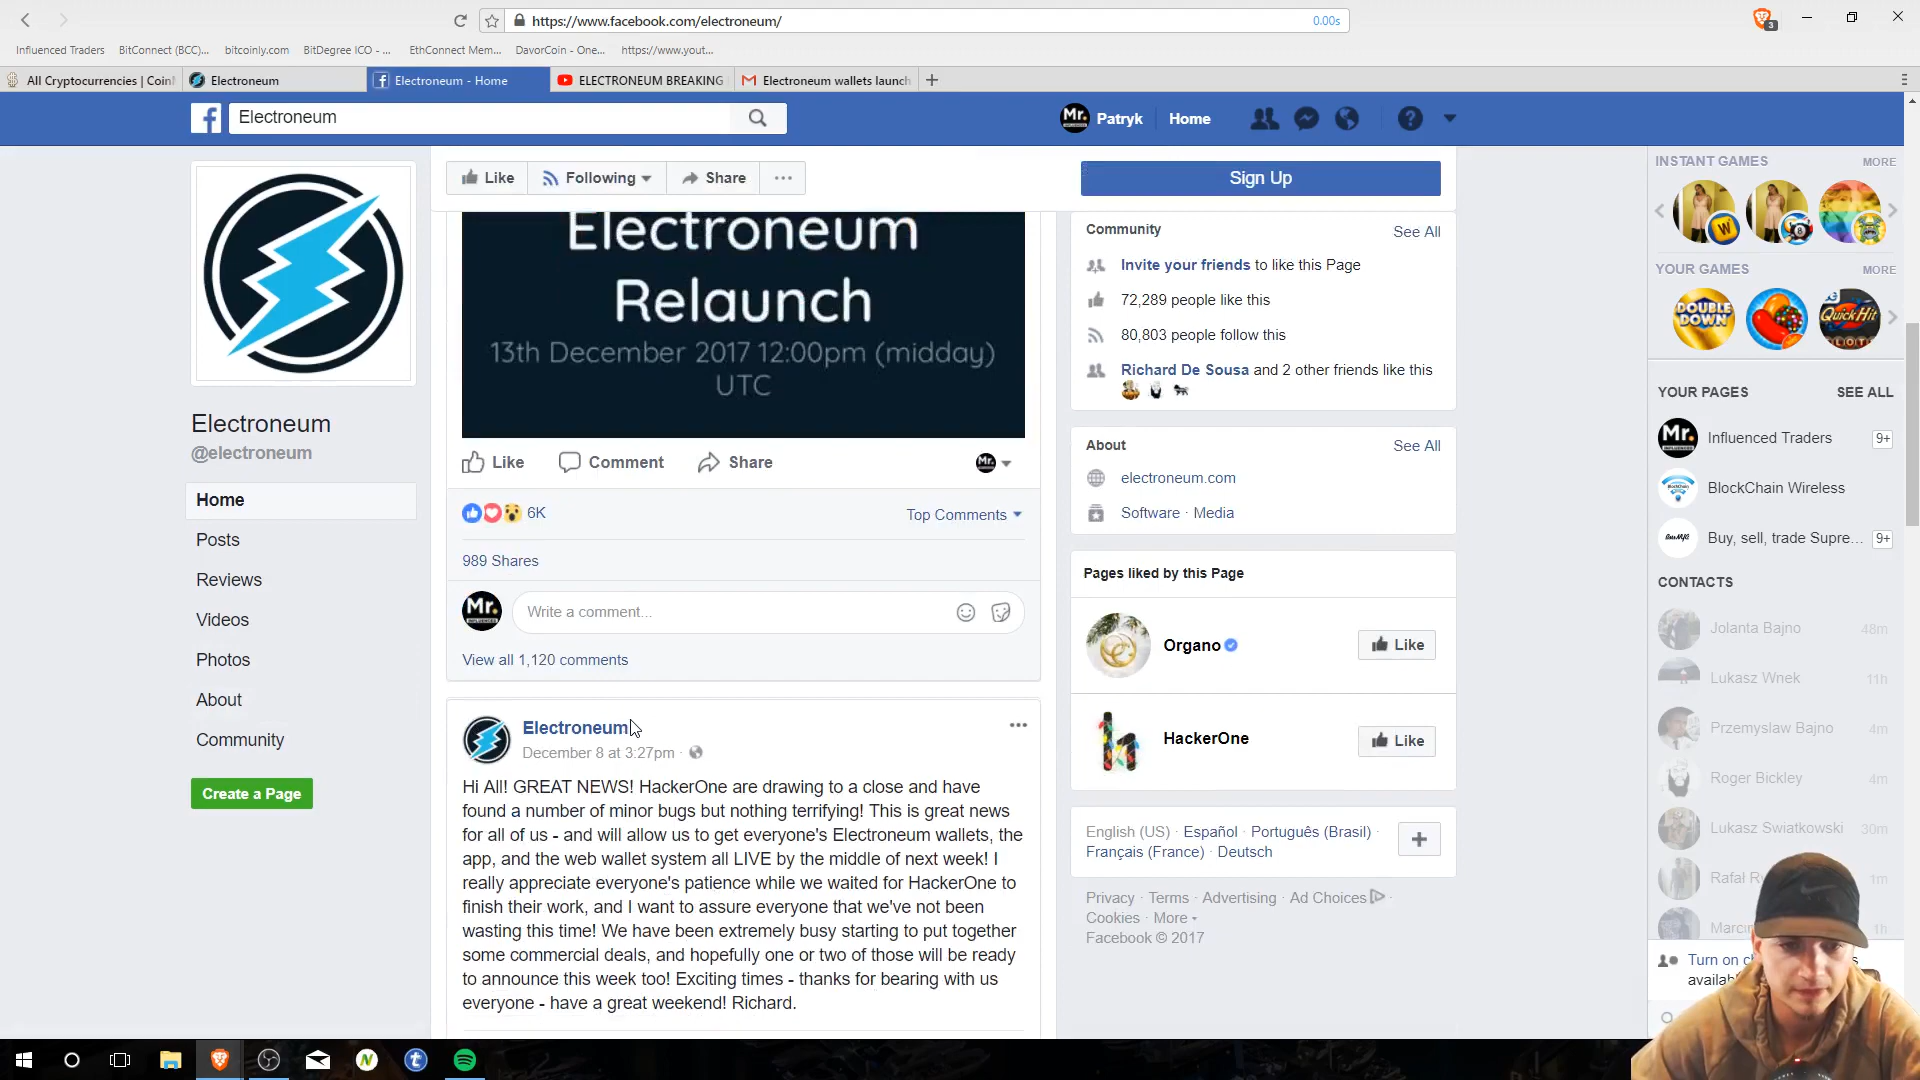 https://www.facebook.com/electroneum/
0.00s
3
Influenced Traders
BitConnect (BCC)...
bitcoinly.com
BitDegree ICO - ...
EthConnect Mem...
DavorCoin - One...
https://www.yout...
All Cryptocurrencies | Coin
Electroneum
Electroneum - Home
ELECTRONEUM BREAKING
Electroneum wallets launch
Electroneum
Patryk
Home
Like
Following
Share
Sign Up
Electroneum
@electroneum
Home
Posts
Reviews
Videos
Photos
About
Community
Create a Page
Electroneum
Relaunch
13th December 2017 12:00pm (midday)
UTC
Like
Comment
Share
6K
Top Comments
989 Shares
Mr.
Write a comment...
View all 1,120 comments
Electroneum
December 8 at 3:27pm ·
Hi All! GREAT NEWS! HackerOne are drawing to a close and have
found a number of minor bugs but nothing terrifying! This is great news
for all of us - and will allow us to get everyone's Electroneum wallets, the
app, and the web wallet system all LIVE by the middle of next week! I
really appreciate everyone's patience while we waited for HackerOne to
finish their work, and I want to assure everyone that we've not been
wasting this time! We have been extremely busy starting to put together
some commercial deals, and hopefully one or two of those will be ready
to announce this week too! Exciting times - thanks for bearing with us
everyone - have a great weekend! Richard.
Community
See All
Invite your friends to like this Page
72,289 people like this
80,803 people follow this
Richard De Sousa and 2 other friends like this
About
See All
electroneum.com
Software · Media
Pages liked by this Page
Organo
Like
HackerOne
Like
English (US) · Español · Português (Brasil) ·
Français (France) · Deutsch
Privacy · Terms · Advertising · Ad Choices ·
Cookies · More
Facebook © 2017
INSTANT GAMES
MORE
YOUR GAMES
MORE
DOUBLE
DOWN
QUICK HIT
YOUR PAGES
SEE ALL
Mr.
Influenced Traders
9+
BlockChain Wireless
Buy, sell, trade Supre...
9+
CONTACTS
Jolanta Bajno
48m
Lukasz Wnek
11h
Przemyslaw Bajno
4m
Roger Bickley
4m
Lukasz Swiatkowski
30m
Rafal
1m
1h
Turn on